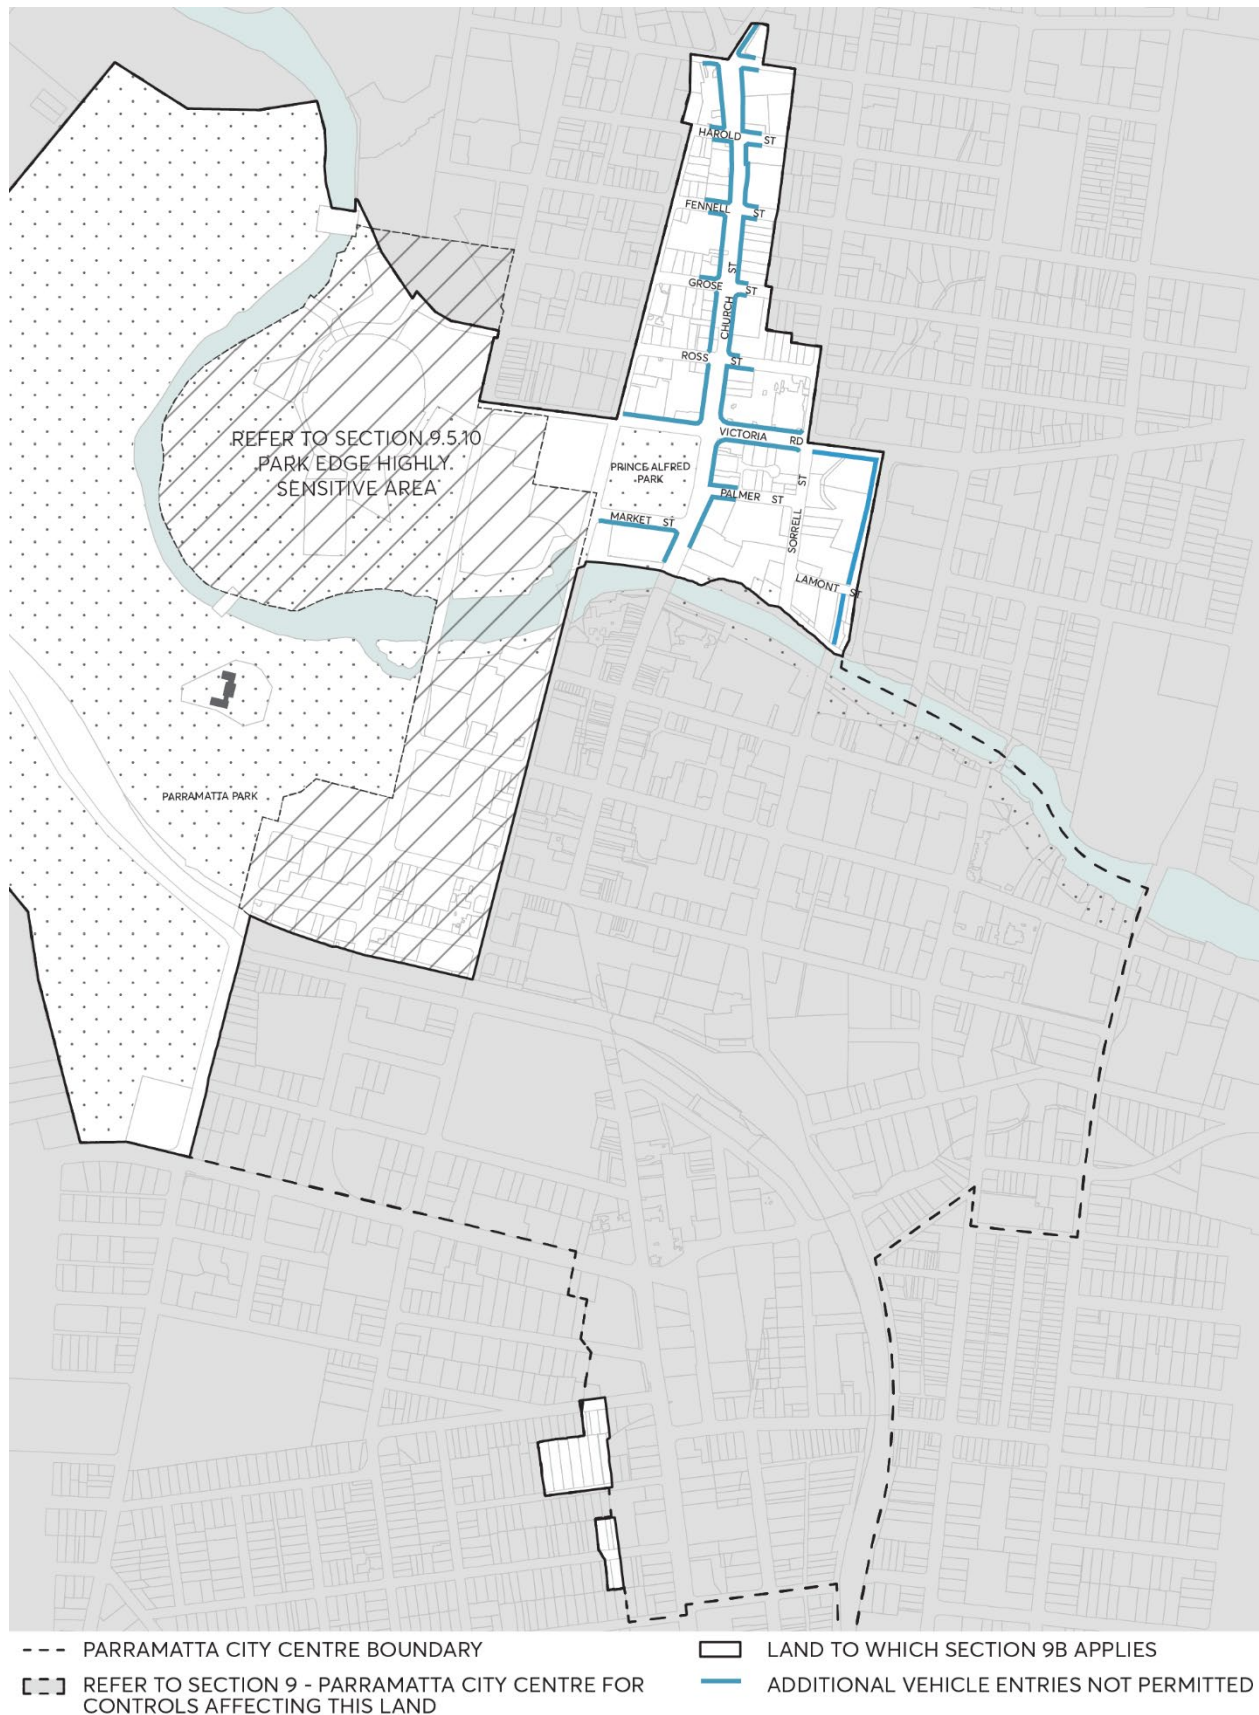 HAROLD ST
FENNELL ST
GROSE ST
CHURCH ST
ROSS ST
VICTORIA RD
REFER TO SECTION 9.5.10
PARK EDGE HIGHLY
SENSITIVE AREA
PRINCE ALFRED
PARK
PALMER ST
MARKET ST
SORRELL ST
LAMONT ST
PARRAMATTA PARK
PARRAMATTA CITY CENTRE BOUNDARY
REFER TO SECTION 9 - PARRAMATTA CITY CENTRE FOR
CONTROLS AFFECTING THIS LAND
LAND TO WHICH SECTION 9B APPLIES
ADDITIONAL VEHICLE ENTRIES NOT PERMITTED